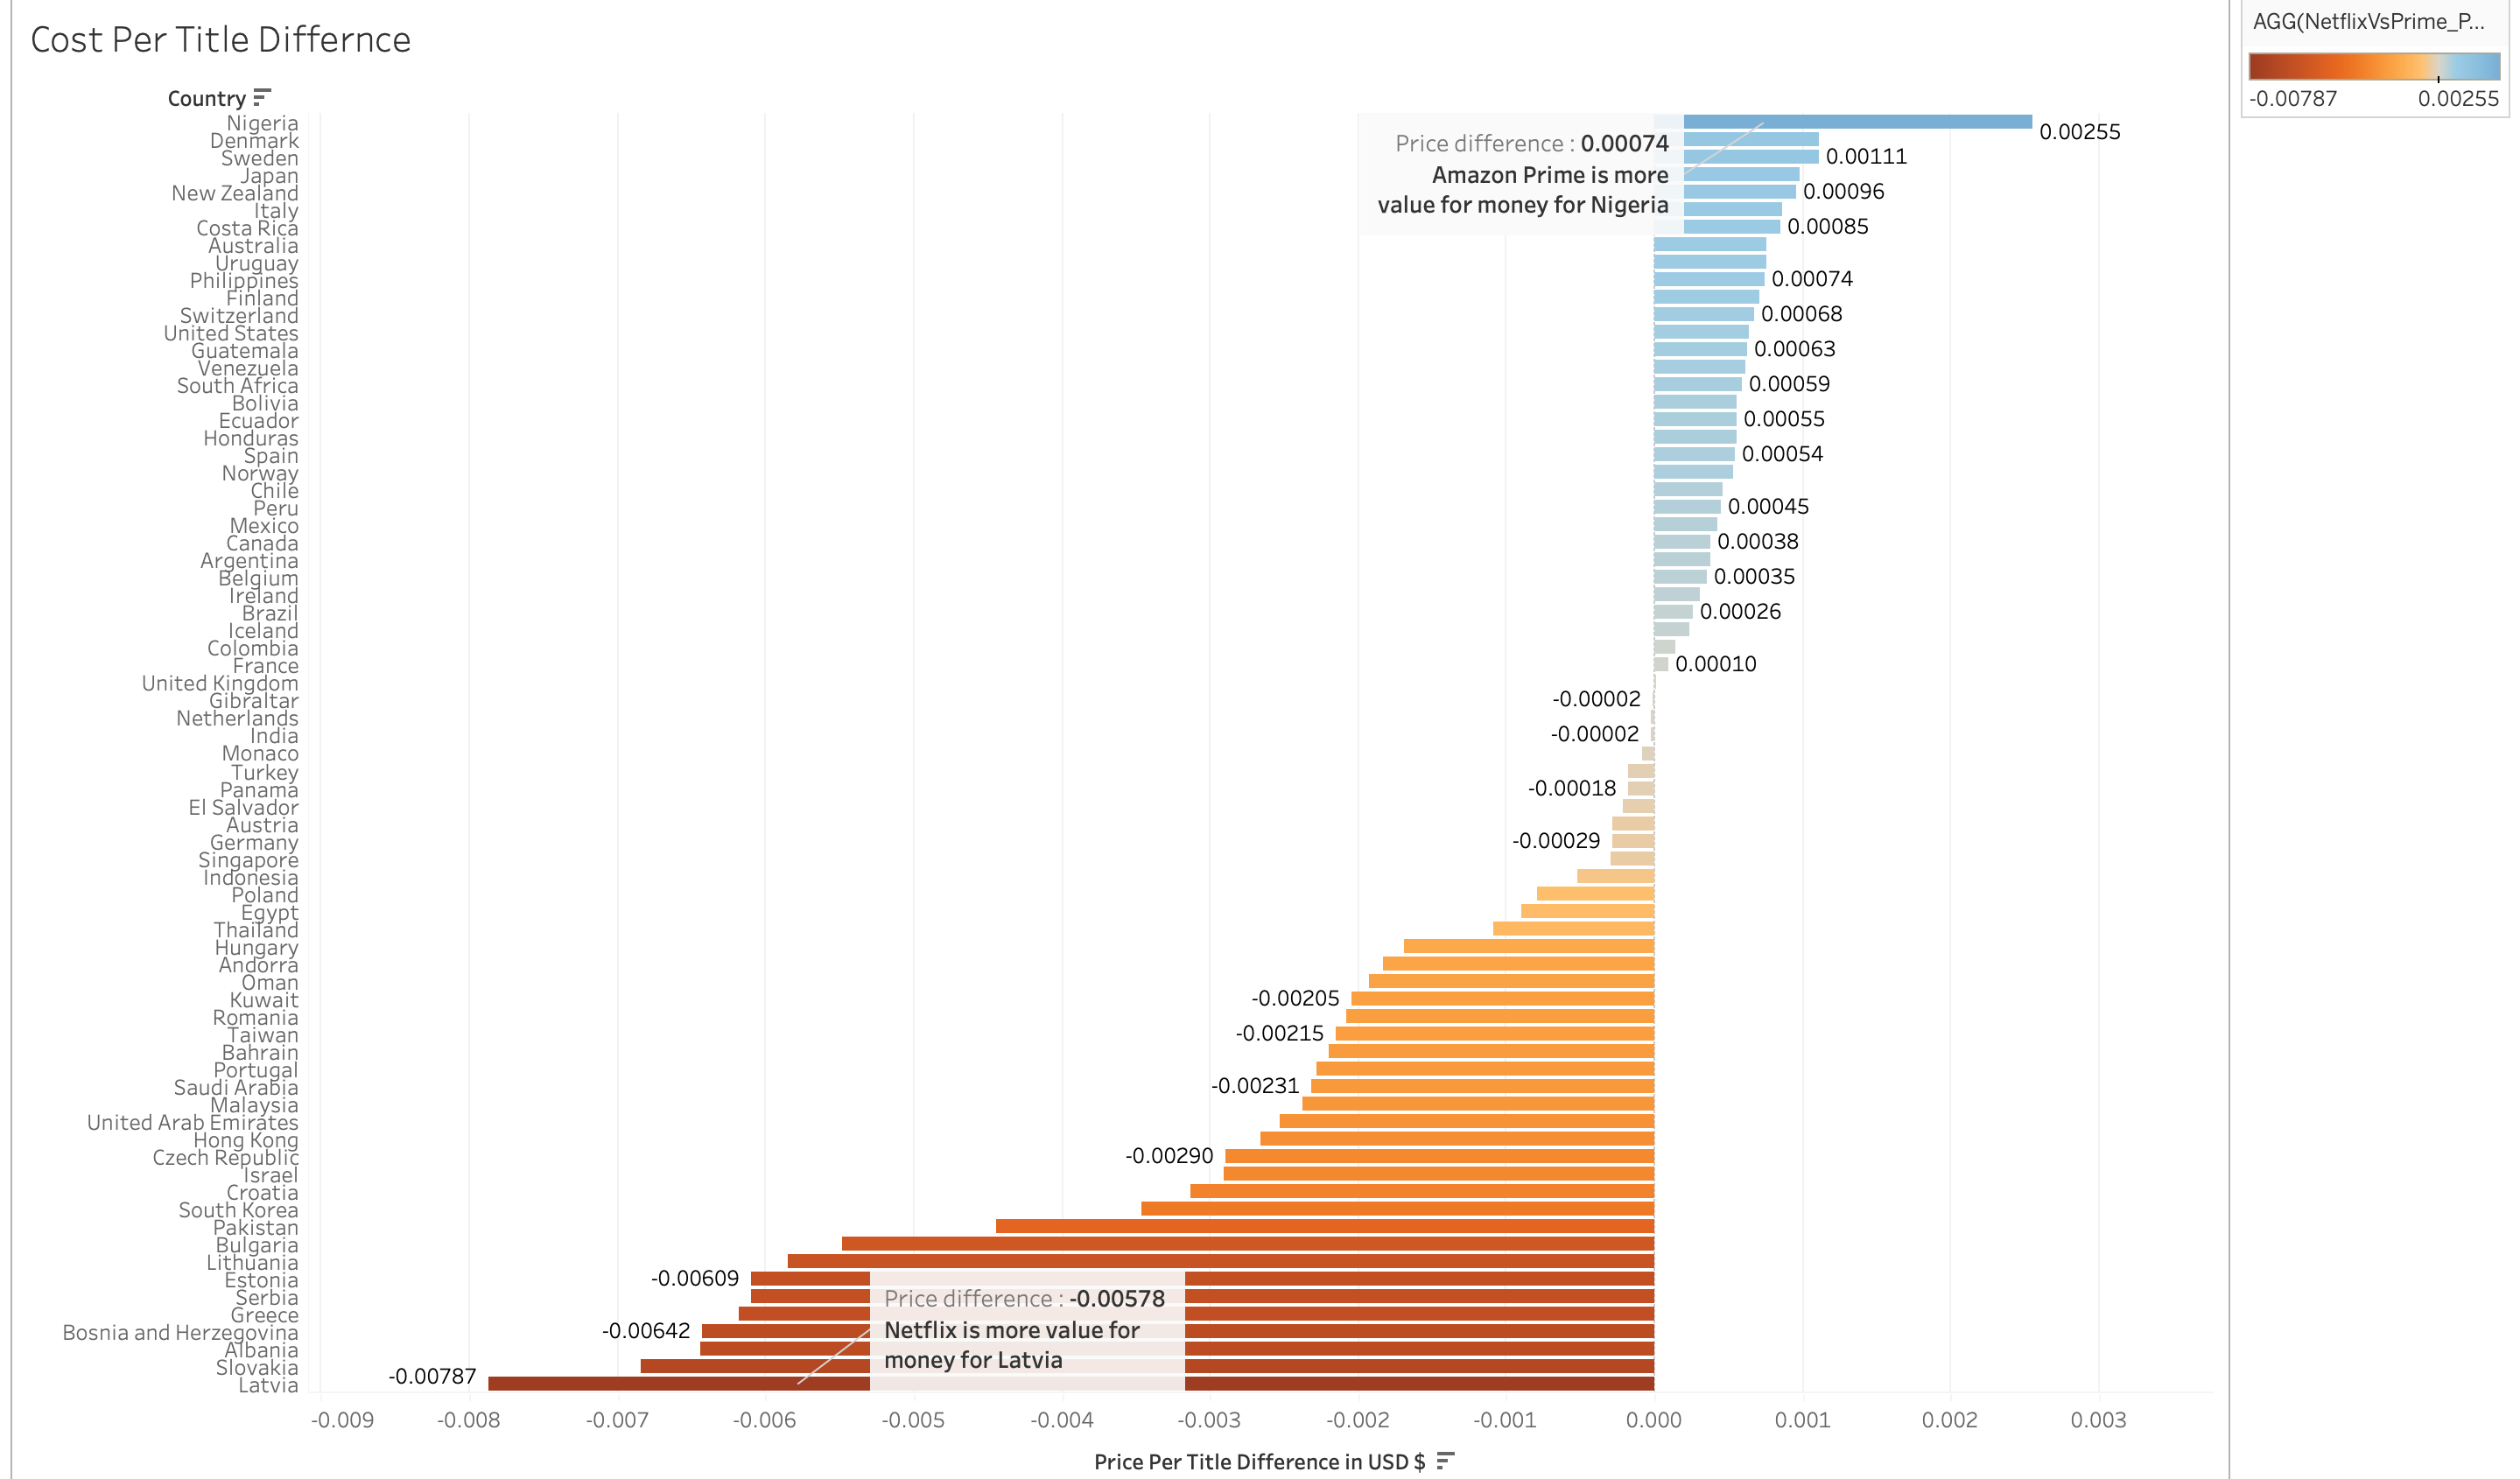 Cost Per Title Differnce
AGG(NetflixVsPrime_P...
-0.00787 0.00255
Country
Nigeria 0.00255
Denmark
Sweden 0.00111
Japan
New Zealand 0.00096
Italy
Costa Rica 0.00085
Price difference : 0.00074
Amazon Prime is more
value for money for Nigeria
Australia
Uruguay
Philippines 0.00074
Finland
Switzerland 0.00068
United States
Guatemala 0.00063
Venezuela
South Africa 0.00059
Bolivia
Ecuador 0.00055
Honduras
Spain 0.00054
Norway
Chile
Peru 0.00045
Mexico
Canada 0.00038
Argentina
Belgium 0.00035
Ireland
Brazil 0.00026
Iceland
Colombia
France 0.00010
United Kingdom
Gibraltar -0.00002
Netherlands
India -0.00002
Monaco
Turkey
Panama -0.00018
El Salvador
Austria
Germany -0.00029
Singapore
Indonesia
Poland
Egypt
Thailand
Hungary
Andorra
Oman
Kuwait -0.00205
Romania
Taiwan -0.00215
Bahrain
Portugal
Saudi Arabia -0.00231
Malaysia
United Arab Emirates
Hong Kong
Czech Republic -0.00290
Israel
Croatia
South Korea
Pakistan
Bulgaria
Lithuania
Estonia -0.00609
Serbia
Greece
Bosnia and Herzegovina -0.00642
Albania
Slovakia
Latvia -0.00787
Price difference : -0.00578
Netflix is more value for
money for Latvia
-0.009 -0.008 -0.007 -0.006 -0.005 -0.004 -0.003 -0.002 -0.001 0.000 0.001 0.002 0.003
Price Per Title Difference in USD $